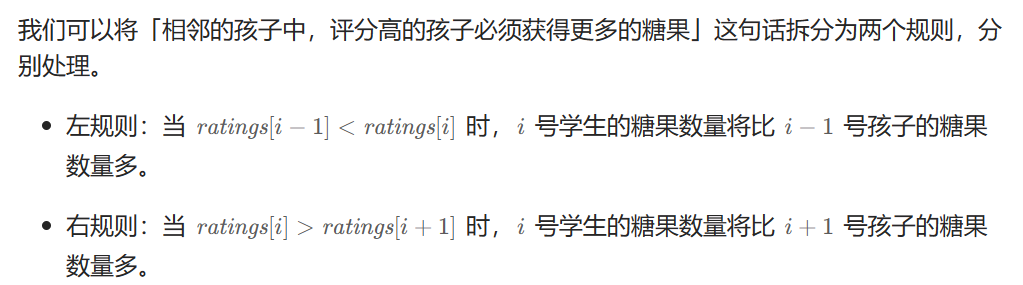 我们可以将「相邻的孩子中，评分高的孩子必须获得更多的糖果」这句话拆分为两个规则，分
别处理。
• 左规则：当 ratings[i − 1] < ratings[i] 时，i 号学生的糖果数量将比 i − 1 号孩子的糖果
数量多。
• 右规则：当 ratings[i] > ratings[i + 1] 时，i 号学生的糖果数量将比 i + 1 号孩子的糖果
数量多。